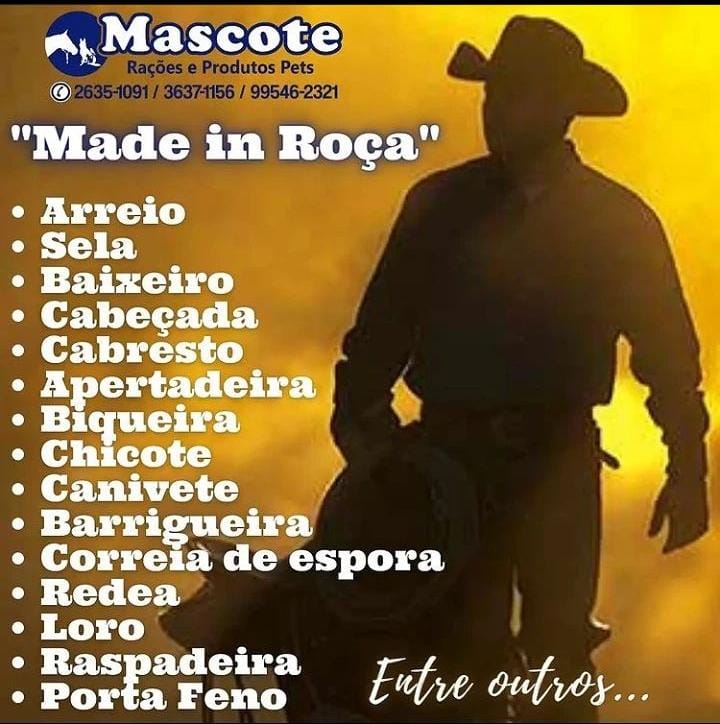 Mascote
Rações e Produtos Pets
2635-1091 / 3637-1156 / 99546-2321
"Made in Roça"
• Arreio
• Sela
• Baixeiro
• Cabeçada
• Cabresto
• Apertadeira
• Biqueira
• Chicote
• Canivete
• Barrigueira
• Correia de espora
• Redea
• Loro
• Raspadeira
• Porta Feno
Entre outros...